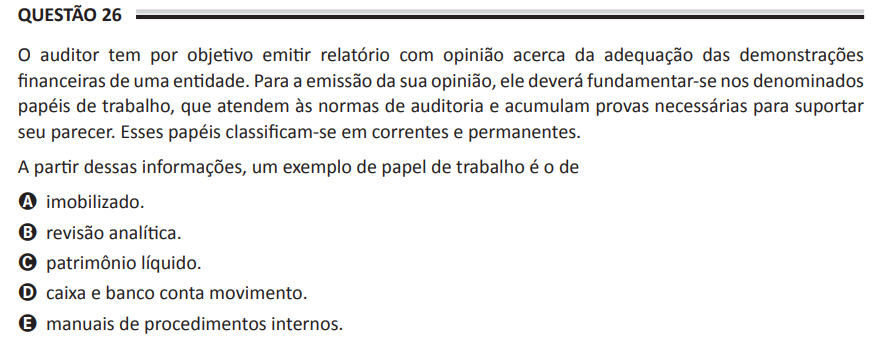 QUESTÃO 26
O auditor tem por objetivo emitir relatório com opinião acerca da adequação das demonstrações
financeiras de uma entidade. Para a emissão da sua opinião, ele deverá fundamentar-se nos denominados
papéis de trabalho, que atendem às normas de auditoria e acumulam provas necessárias para suportar
seu parecer. Esses papéis classificam-se em correntes e permanentes.
A partir dessas informações, um exemplo de papel de trabalho é o de
A imobilizado.
B revisão analítica.
C patrimônio líquido.
D caixa e banco conta movimento.
E manuais de procedimentos internos.